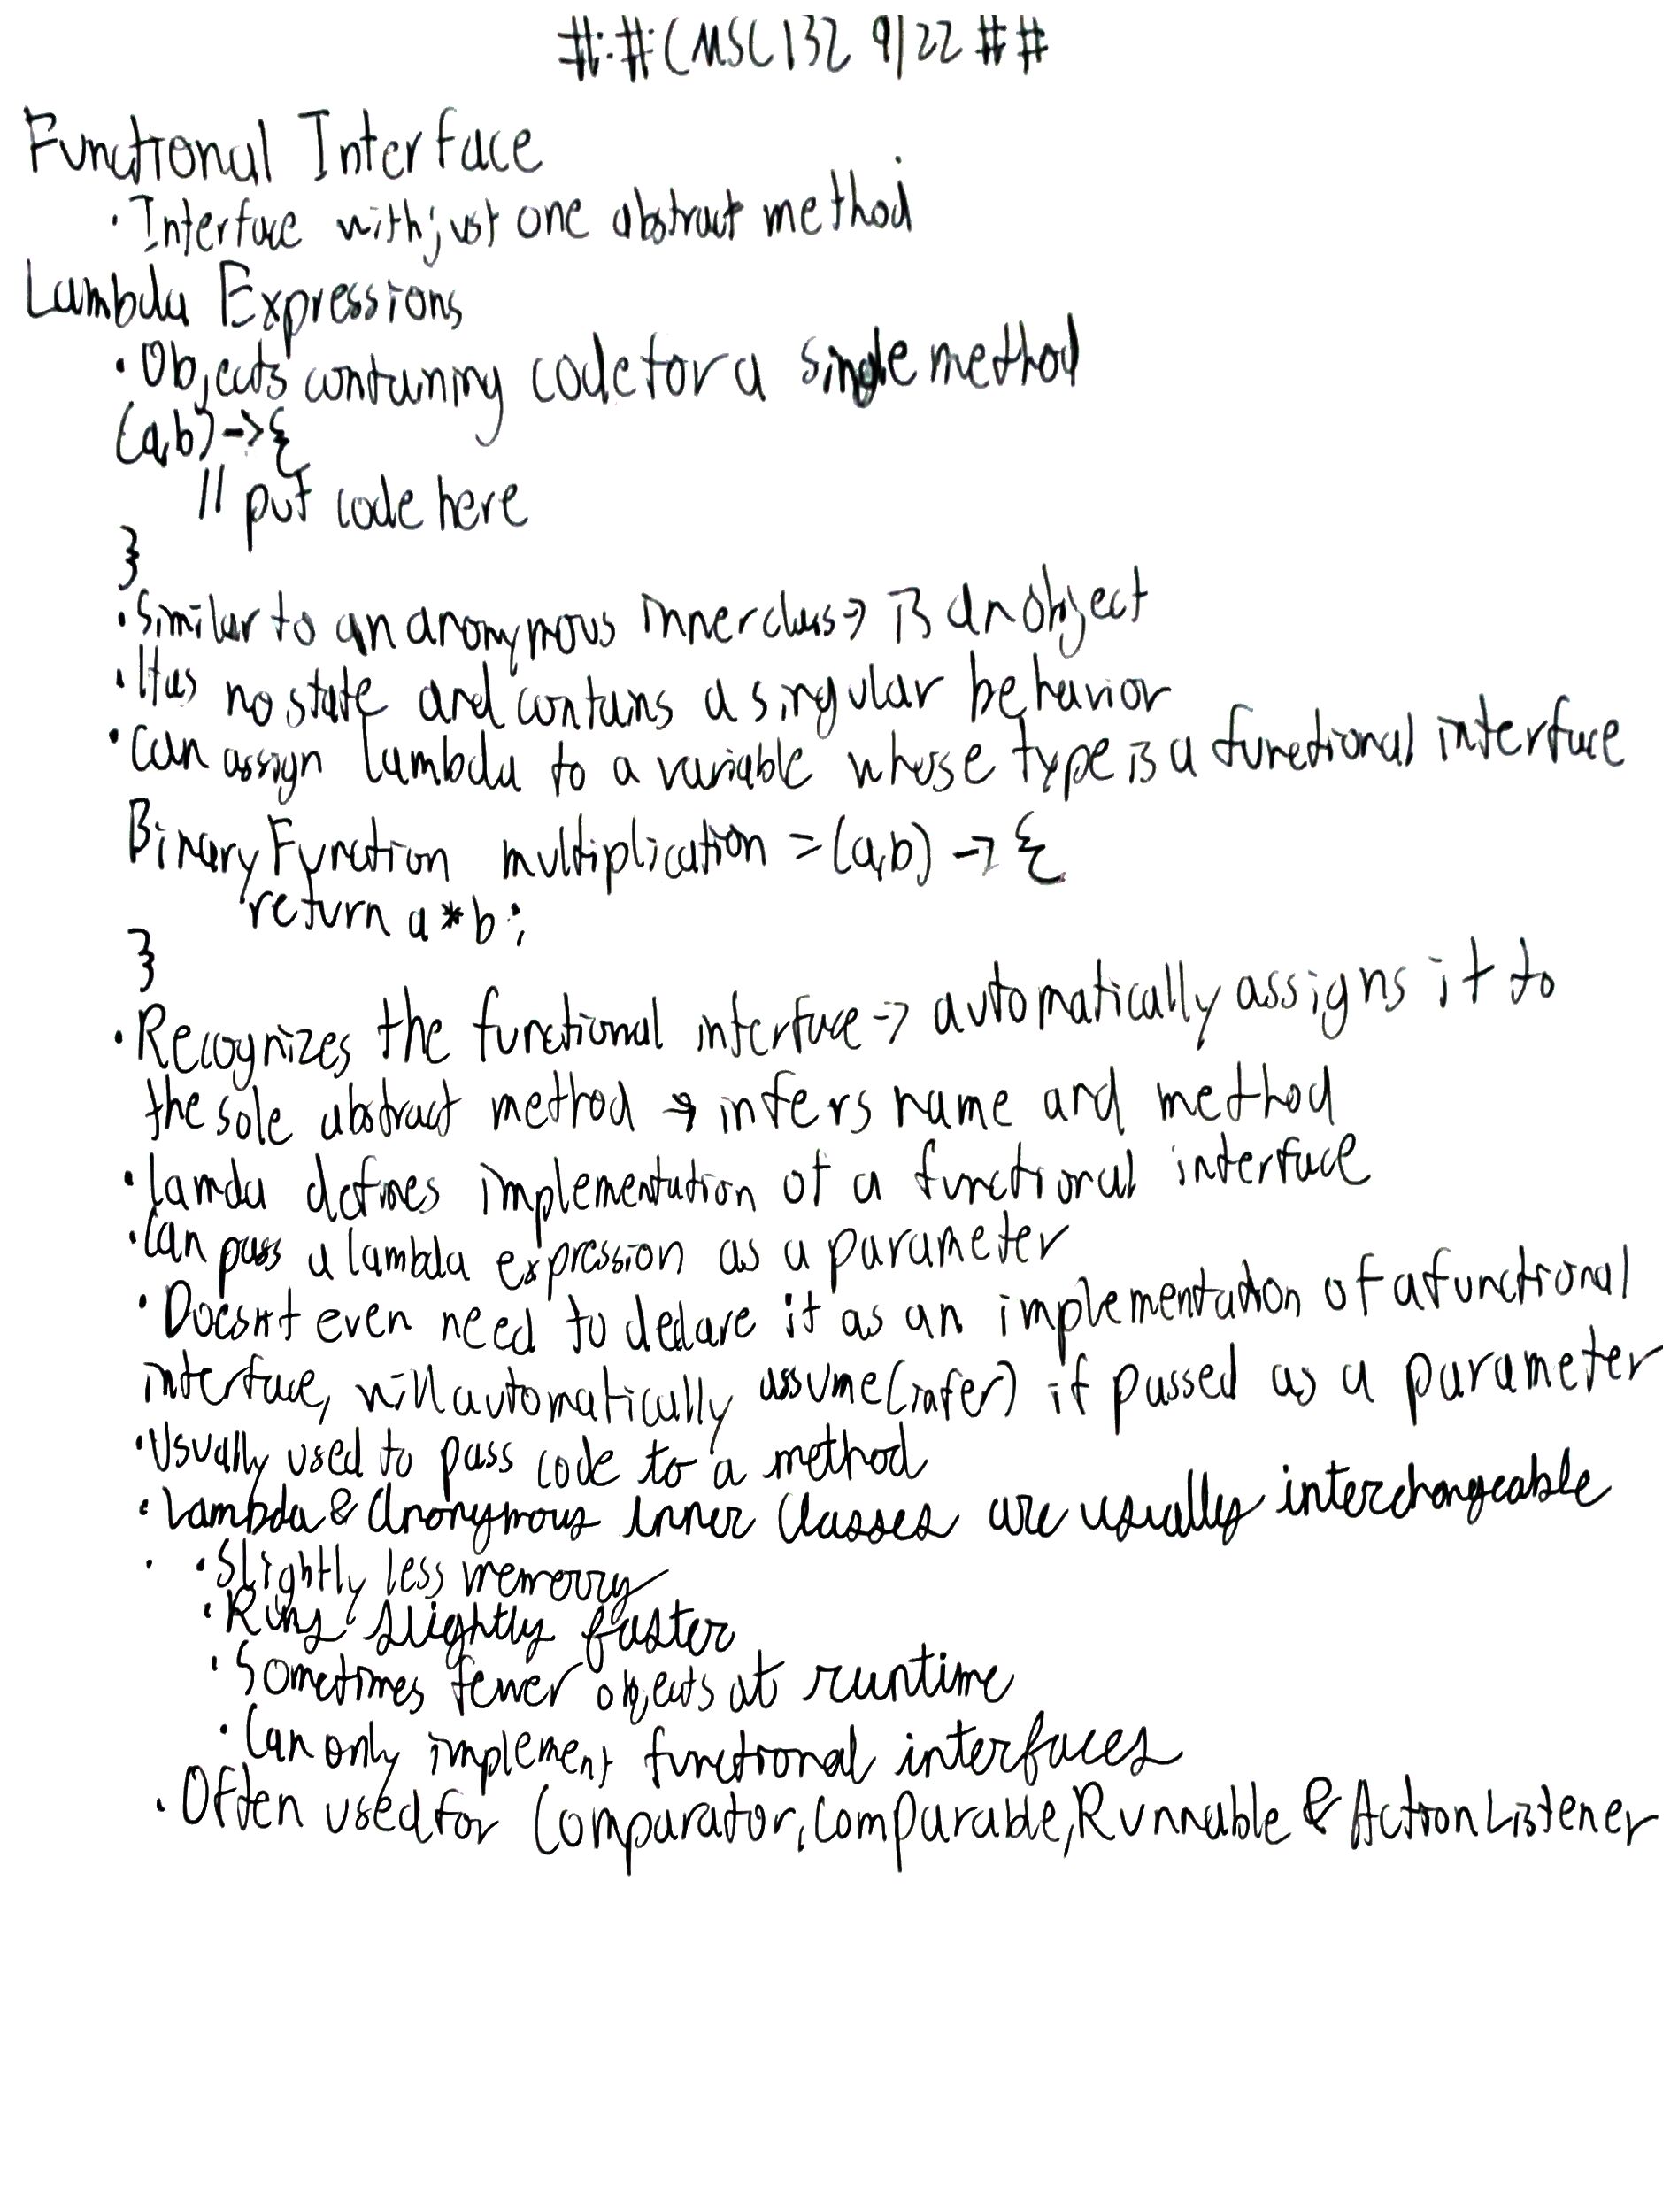 ##CMSC132 9/22 ##
Functional Interface
· Interface with just one abstract method
Lambda Expressions
· Objects containing code for a single method
(a,b)->{
// put code here
}
· Similar to an anonymous inner class -> is an object
· Has no state and contains a singular behavior
· Can assign lambda to a variable whose type is a functional interface
BinaryFunction multiplication = (a,b) -> {
return a*b;
}
· Recognizes the functional interface -> automatically assigns it to
the sole abstract method -> infers name and method
· lamda defines implementation of a functional interface
· Can pass a lambda expression as a parameter
· Doesn't even need to declare it as an implementation of a functional
interface, will automatically assume (infer) if passed as a parameter
· Usually used to pass code to a method
· Lambda & Anonymous inner classes are usually interchangeable
· · Slightly less memory
· Runs slightly faster
· Sometimes fewer objects at runtime
· Can only implement functional interfaces
· Often used for Comparator, Comparable, Runnable & ActionListener